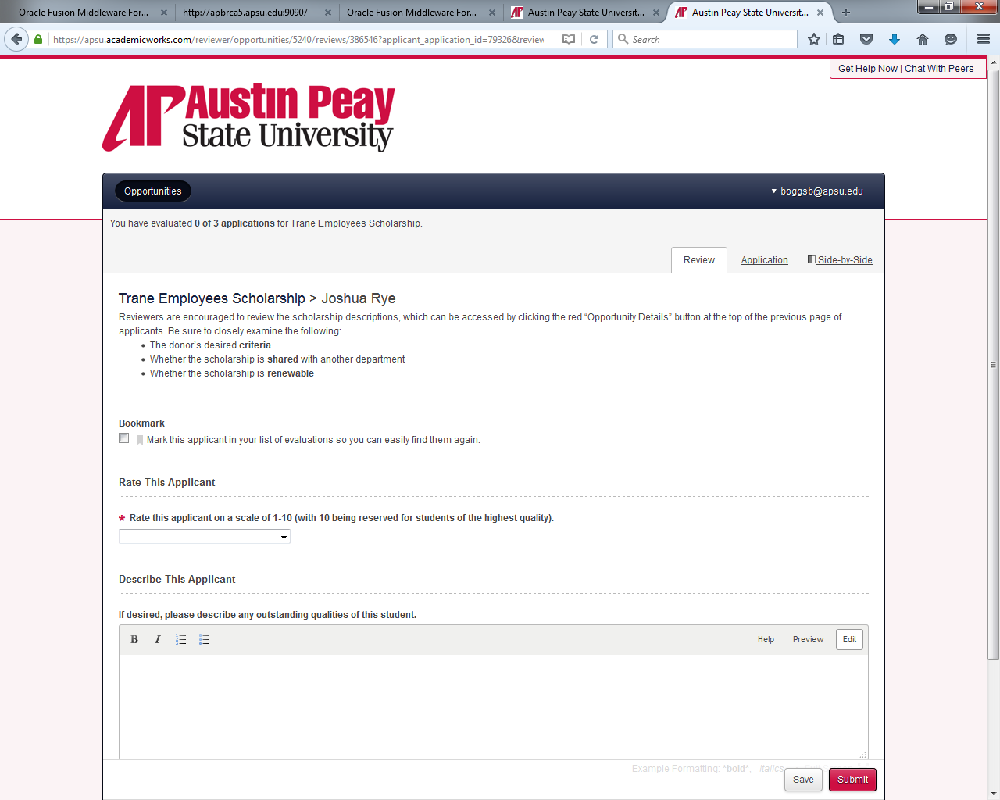 Oracle Fusion Middleware For...
http://apbrca5.apsu.edu:9090/
Oracle Fusion Middleware For...
Austin Peay State Universit...
Austin Peay State Universit...
https://apsu.academicworks.com/reviewer/opportunities/5240/reviews/386546?applicant_application_id=79326&review
Search
Get Help Now | Chat With Peers
AP Austin Peay
State University
Opportunities
boggsb@apsu.edu
You have evaluated 0 of 3 applications for Trane Employees Scholarship.
Review
Application
Side-by-Side
Trane Employees Scholarship > Joshua Rye
Reviewers are encouraged to review the scholarship descriptions, which can be accessed by clicking the red “Opportunity Details” button at the top of the previous page of
applicants. Be sure to closely examine the following:
• The donor's desired criteria
• Whether the scholarship is shared with another department
• Whether the scholarship is renewable
Bookmark
Mark this applicant in your list of evaluations so you can easily find them again.
Rate This Applicant
* Rate this applicant on a scale of 1-10 (with 10 being reserved for students of the highest quality).
Describe This Applicant
If desired, please describe any outstanding qualities of this student.
B I
Help
Preview
Edit
Example Formatting: *bold*, _italics_
Save
Submit